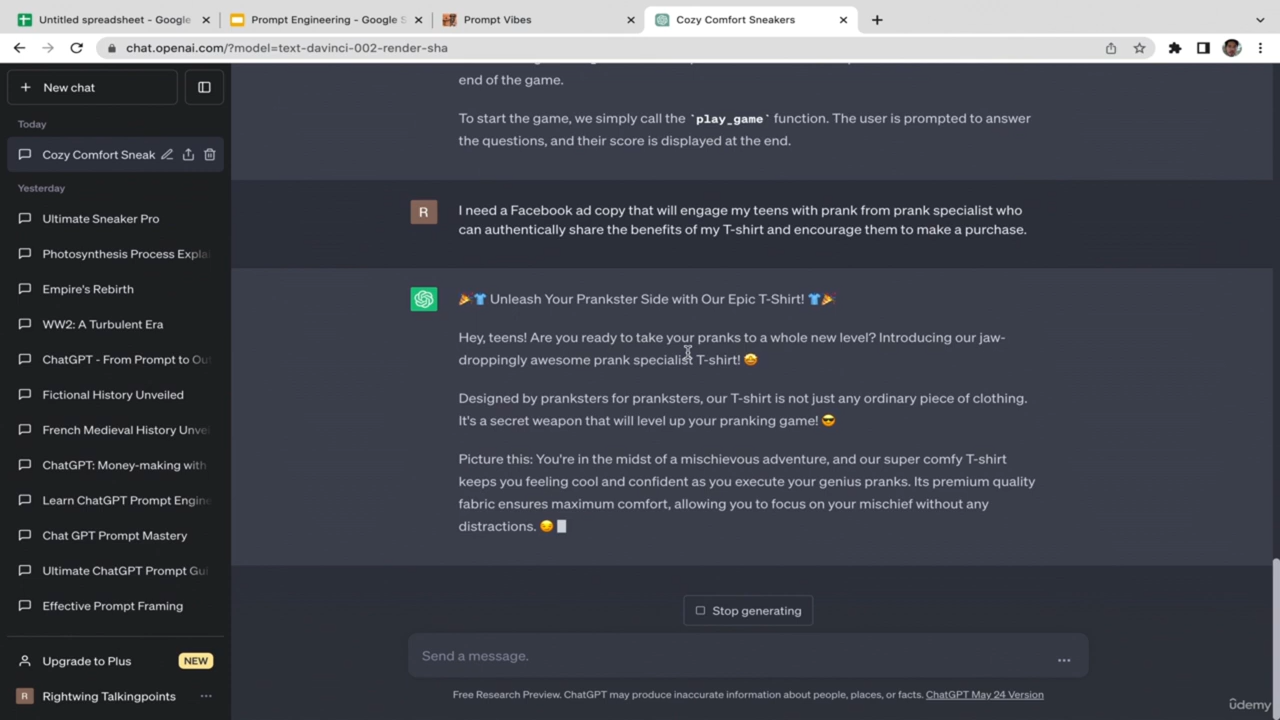 Untitled spreadsheet - Google
Prompt Engineering - Google S
Prompt Vibes
Cozy Comfort Sneakers
chat.openai.com/?model=text-davinci-002-render-sha
New chat
Today
Cozy Comfort Sneak
Yesterday
Ultimate Sneaker Pro
Photosynthesis Process Expla
Empire's Rebirth
WW2: A Turbulent Era
ChatGPT - From Prompt to Out
Fictional History Unveiled
French Medieval History Unve
ChatGPT: Money-making with
Learn ChatGPT Prompt Engine
Chat GPT Prompt Mastery
Ultimate ChatGPT Prompt Gui
Effective Prompt Framing
Upgrade to Plus NEW
R Rightwing Talkingpoints ...
end of the game.
To start the game, we simply call the `play_game` function. The user is prompted to answer
the questions, and their score is displayed at the end.
R I need a Facebook ad copy that will engage my teens with prank from prank specialist who
can authentically share the benefits of my T-shirt and encourage them to make a purchase.
🎉👕 Unleash Your Prankster Side with Our Epic T-Shirt! 👕🎉
Hey, teens! Are you ready to take your pranks to a whole new level? Introducing our jaw-
droppingly awesome prank specialist T-shirt! 🤩
Designed by pranksters for pranksters, our T-shirt is not just any ordinary piece of clothing.
It's a secret weapon that will level up your pranking game! 😎
Picture this: You're in the midst of a mischievous adventure, and our super comfy T-shirt
keeps you feeling cool and confident as you execute your genius pranks. Its premium quality
fabric ensures maximum comfort, allowing you to focus on your mischief without any
distractions. 😏
Stop generating
Send a message. ...
Free Research Preview. ChatGPT may produce inaccurate information about people, places, or facts. ChatGPT May 24 Version
ûdemy